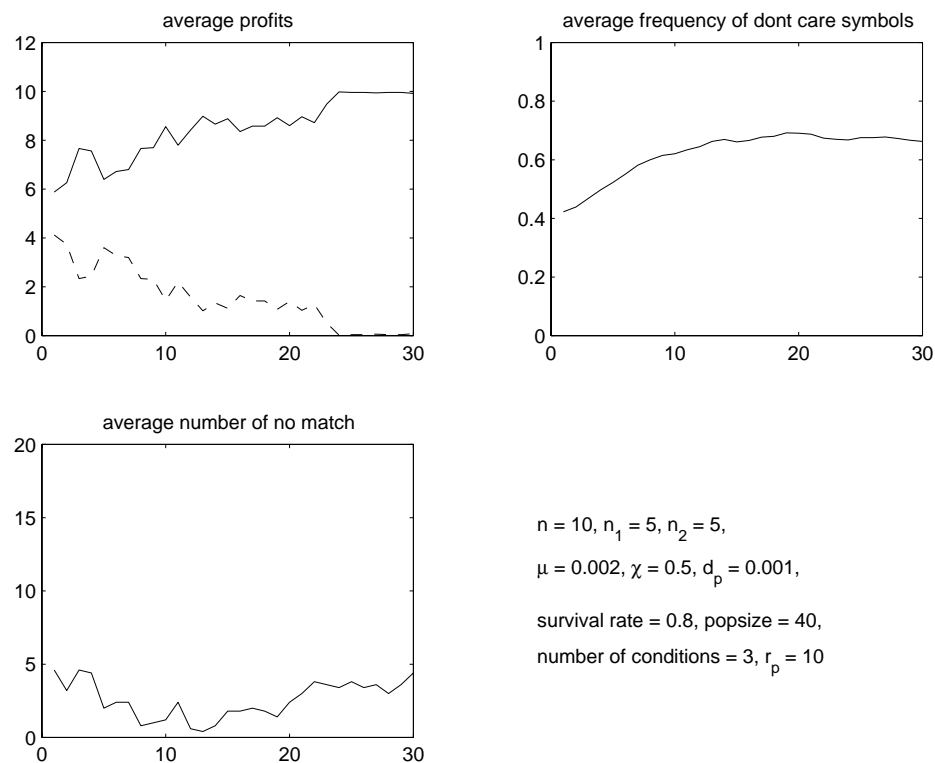 average profits
12
10
8
6
4
2
0
0 10 20 30
average frequency of dont care symbols
1
0.8
0.6
0.4
0.2
0
0 10 20 30
average number of no match
20
15
10
5
0
0 10 20 30
n = 10, n₁ = 5, n₂ = 5,
μ = 0.002, χ = 0.5, dₚ = 0.001,
survival rate = 0.8, popsize = 40,
number of conditions = 3, rₚ = 10